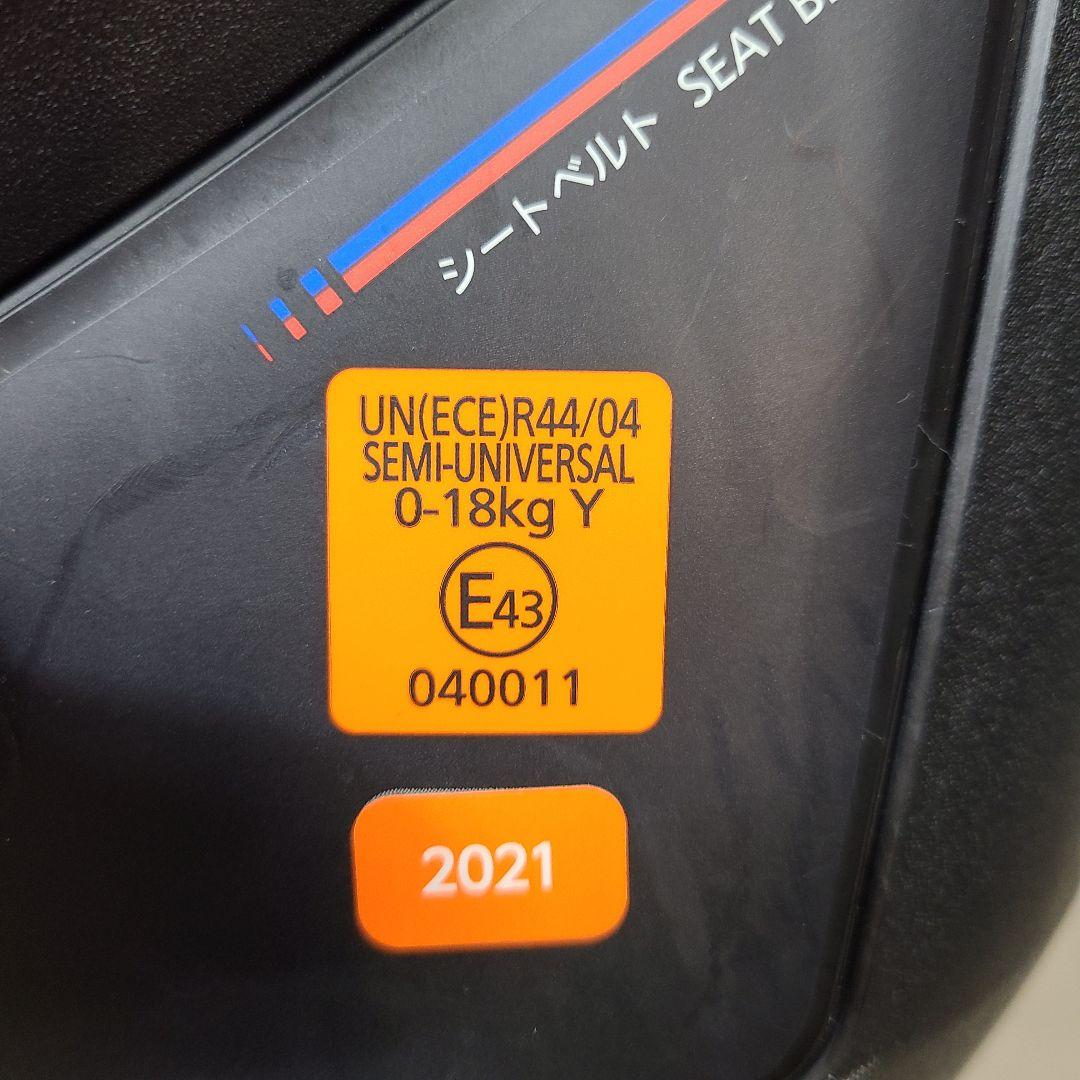 シートベルト SEAT
UN(ECE)R44/04
SEMI-UNIVERSAL
0-18kg Y
E43
040011
2021